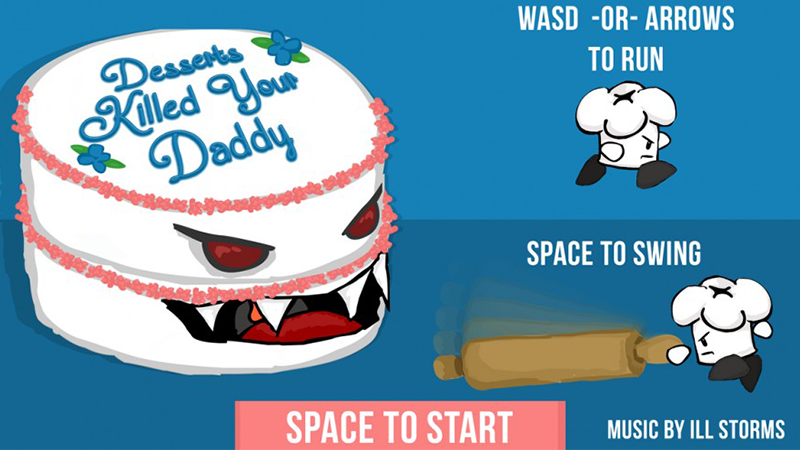 Desserts
Killed Your
Daddy
WASD -OR- ARROWS
TO RUN
SPACE TO SWING
SPACE TO START
MUSIC BY ILL STORMS